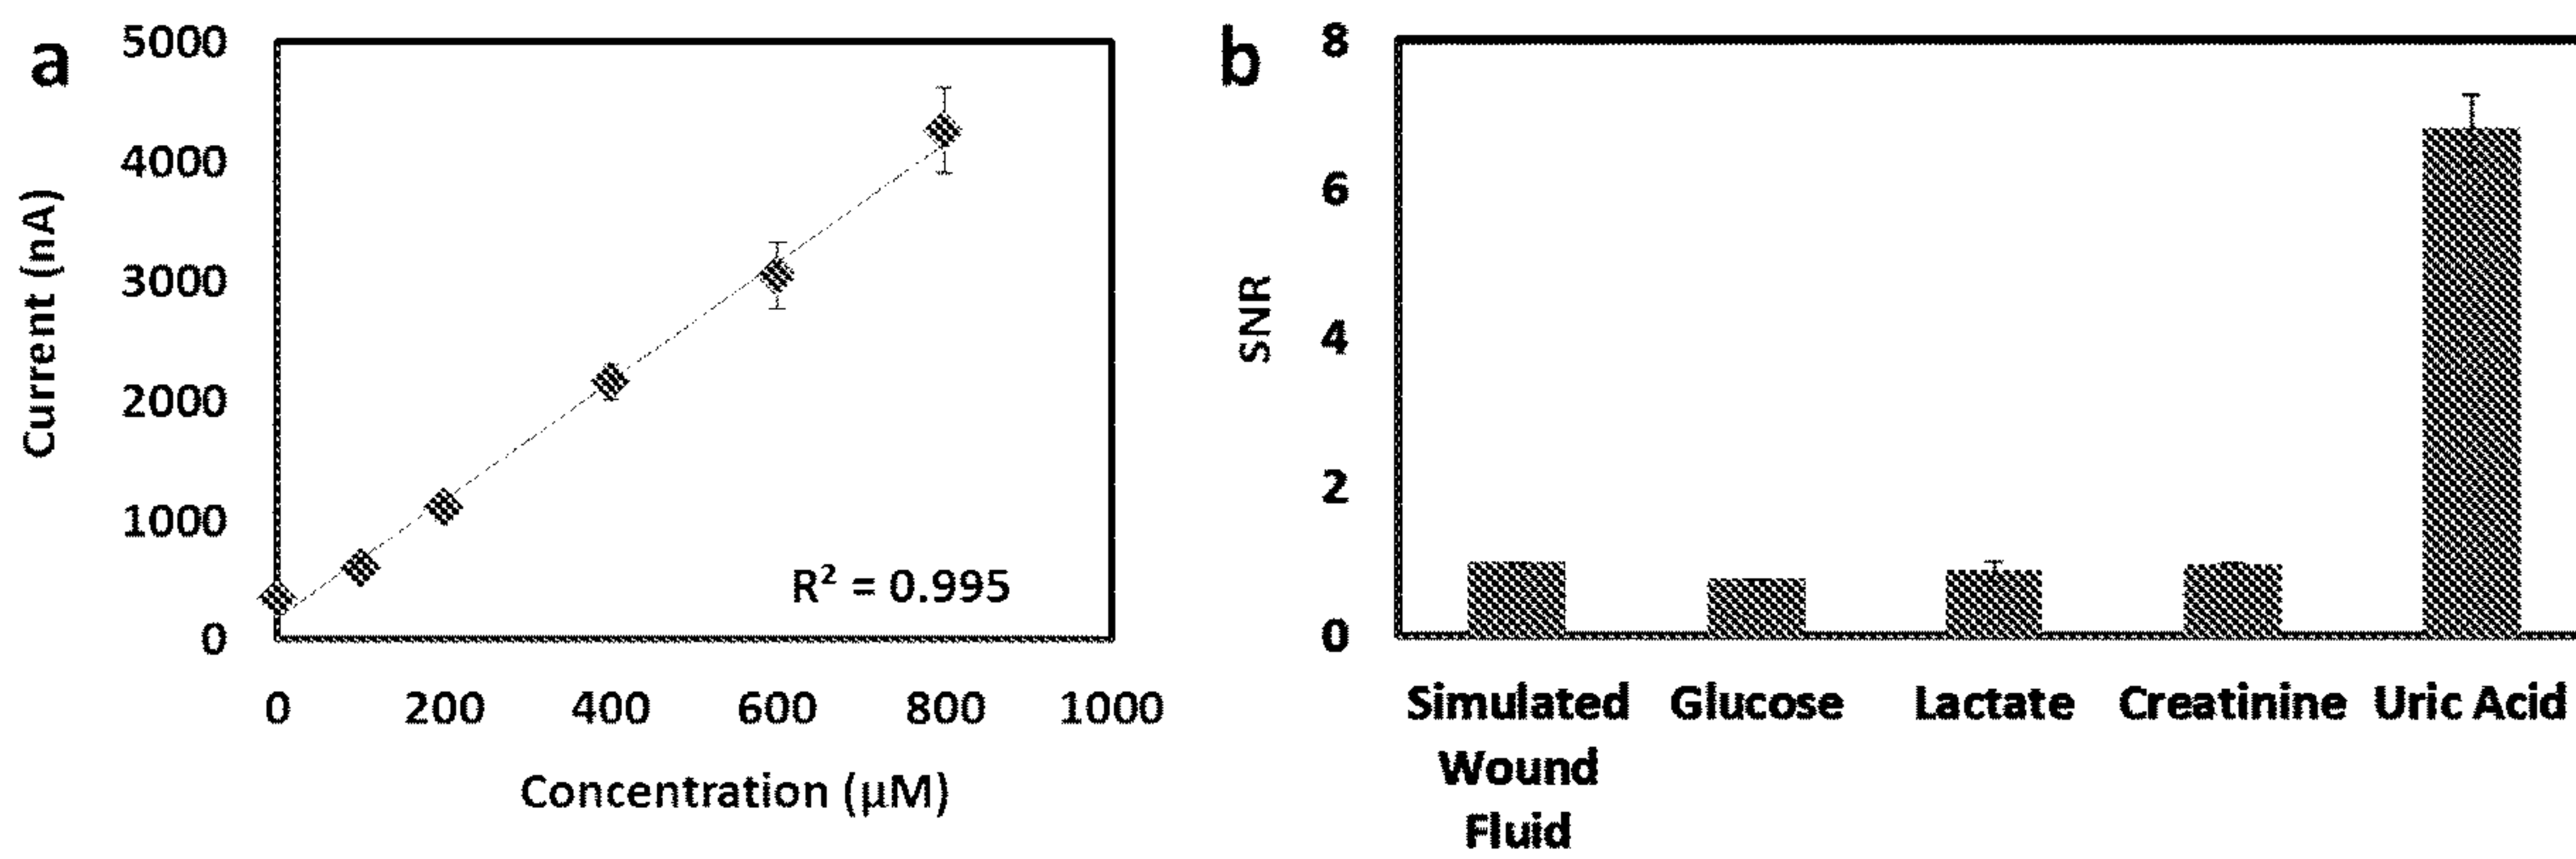 a
5000
4000
3000
2000
1000
0
Current (nA)
R² = 0.995
0 200 400 600 800 1000
Concentration (μM)
b
8
6
4
2
0
SNR
Simulated Wound Fluid
Glucose
Lactate
Creatinine
Uric Acid